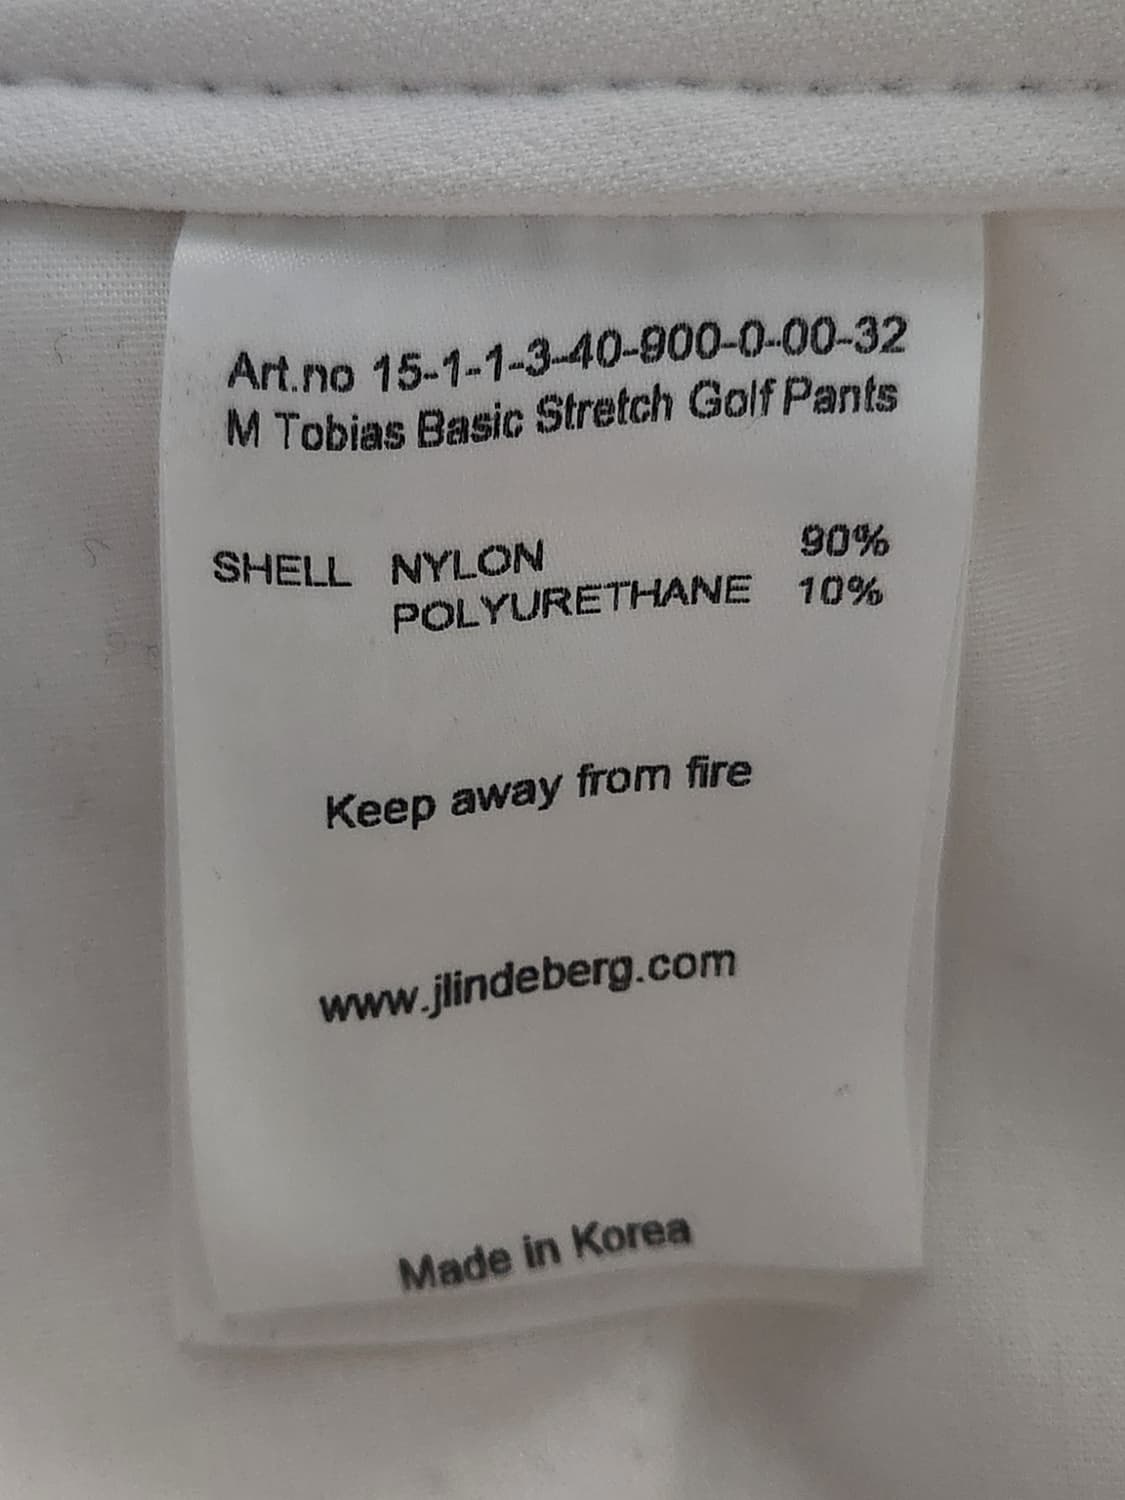 Art.no 15-1-1-3-40-900-0-00-32
M Tobias Basic Stretch Golf Pants
SHELL NYLON 90%
POLYURETHANE 10%
Keep away from fire
www.jlindeberg.com
Made in Korea